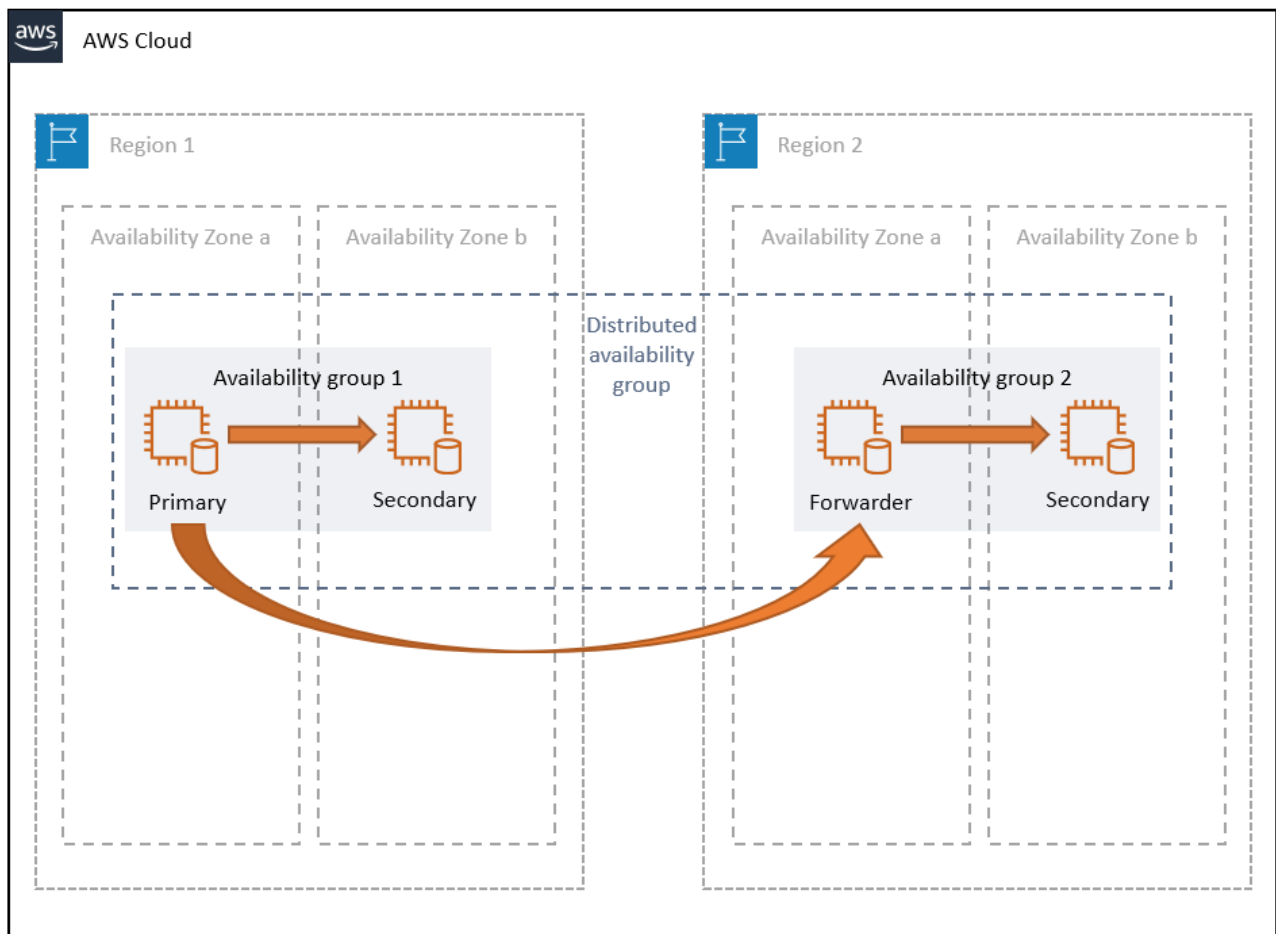 aws
AWS Cloud
Region 1
Region 2
Availability Zone a
Availability Zone b
Availability Zone a
Availability Zone b
Distributed
availability
group
Availability group 1
Primary
Secondary
Availability group 2
Forwarder
Secondary